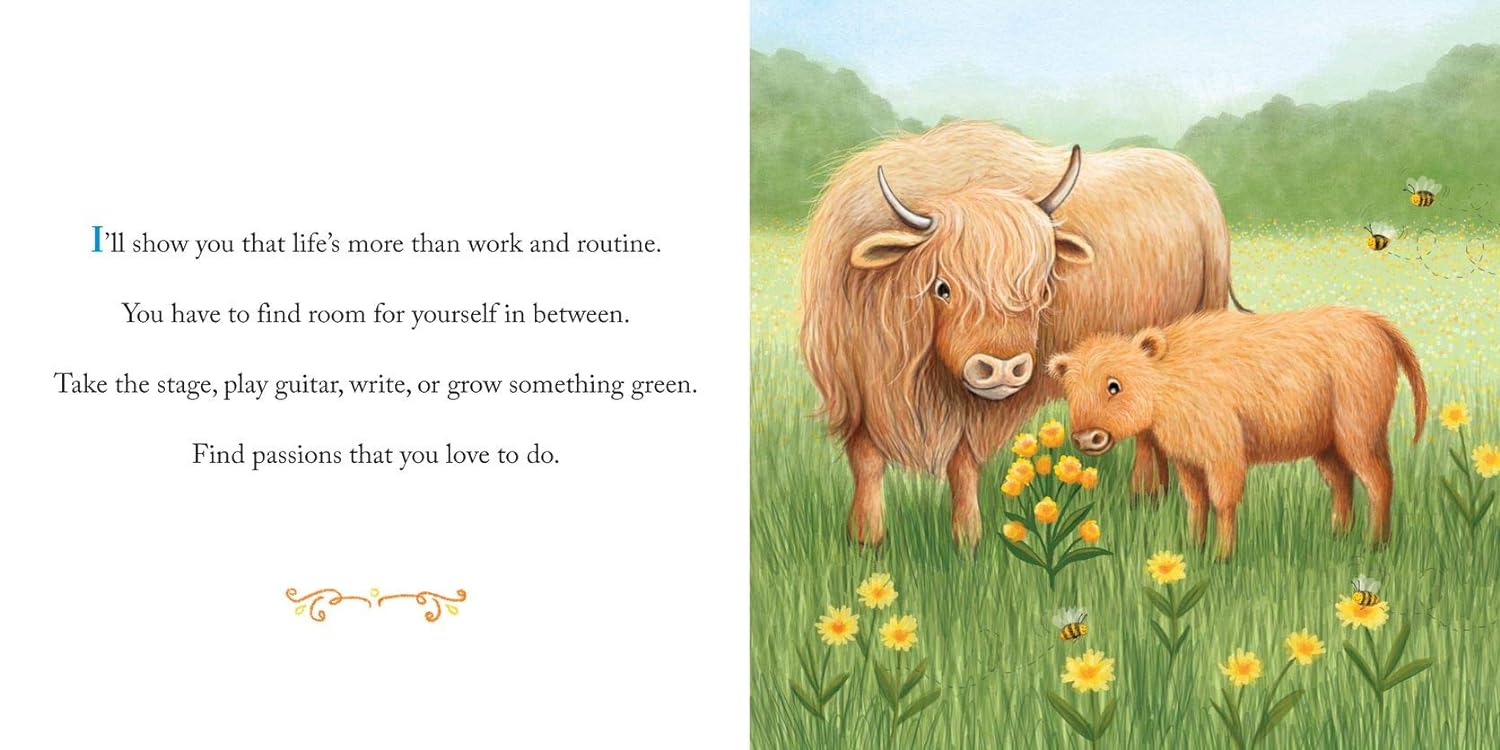 I’ll show you that life’s more than work and routine.
You have to find room for yourself in between.
Take the stage, play guitar, write, or grow something green.
Find passions that you love to do.